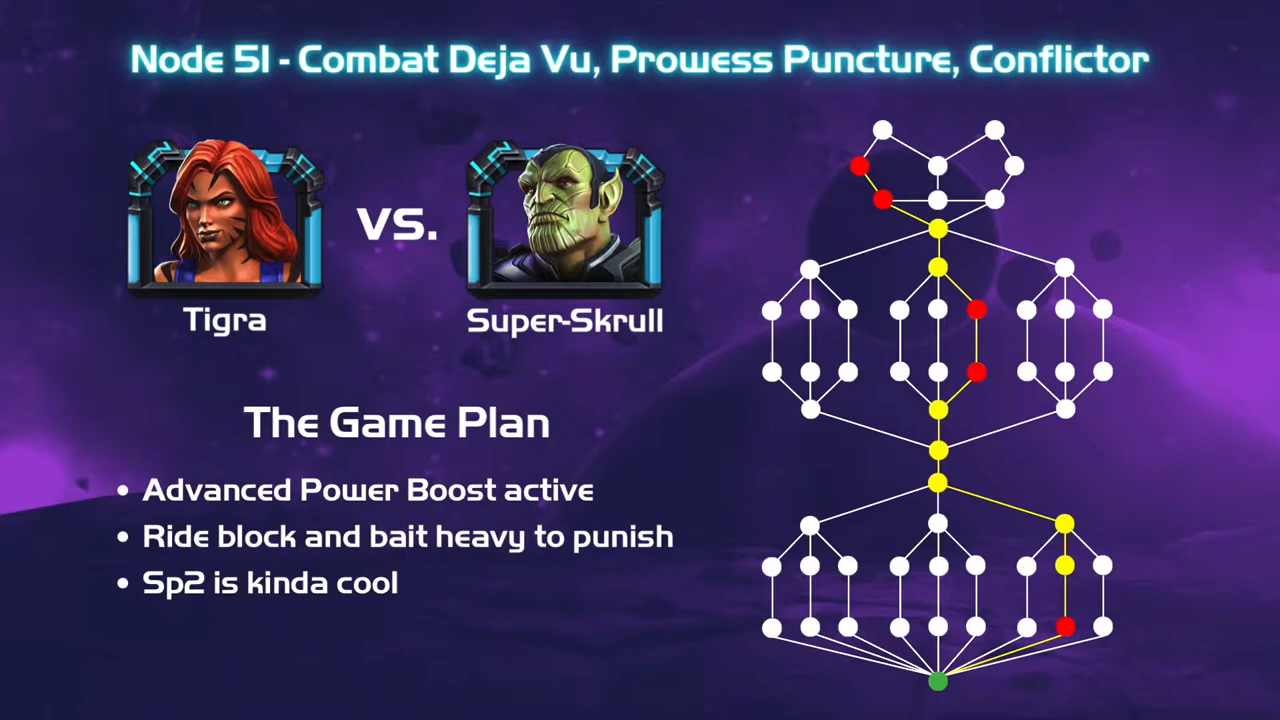 Node 51 - Combat Deja Vu, Prowess Puncture, Conflictor
vs.
Tigra
Super-Skrull
The Game Plan
• Advanced Power Boost active
• Ride block and bait heavy to punish
• Sp2 is kinda cool